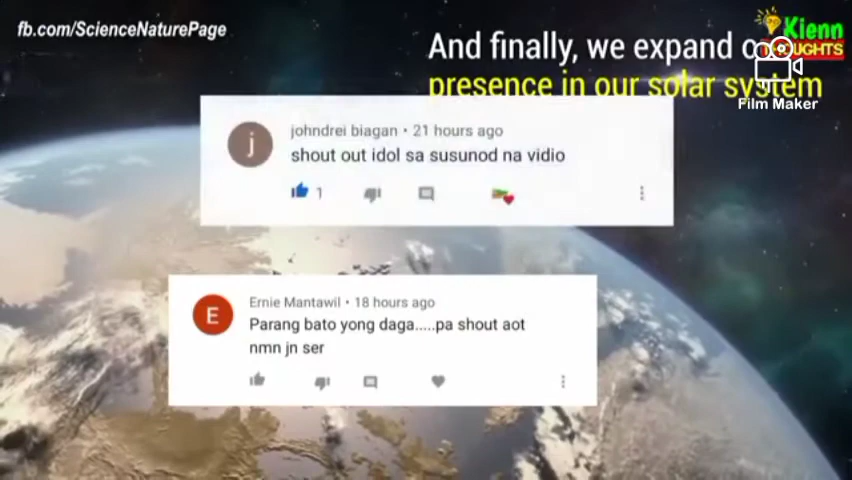 fb.com/ScienceNaturePage
Kienn
THOUGHTS
And finally, we expand
presence in our solar system
Film Maker
j
johndrei biagan • 21 hours ago
shout out idol sa susunod na vidio
1
E
Ernie Mantawil • 18 hours ago
Parang bato yong daga.....pa shout aot
nmn jn ser